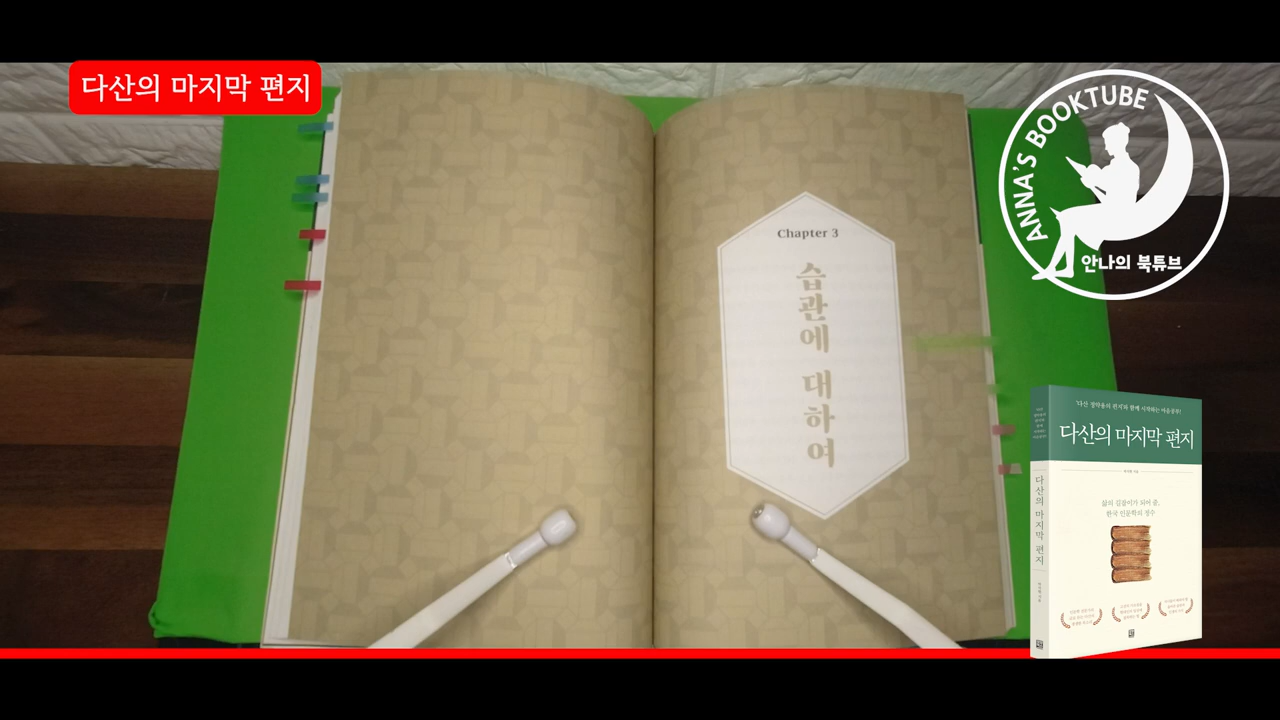 다산의 마지막 편지
ANNA'S BOOKTUBE
안나의 북튜브
Chapter 3
습관에 대하여
'다산 정약용의 편지'와 함께 시작하는 마음공부!
다산의 마지막 편지
삶의 길잡이가 되어 줄,
한국 인문학의 정수
다산의 마지막 편지